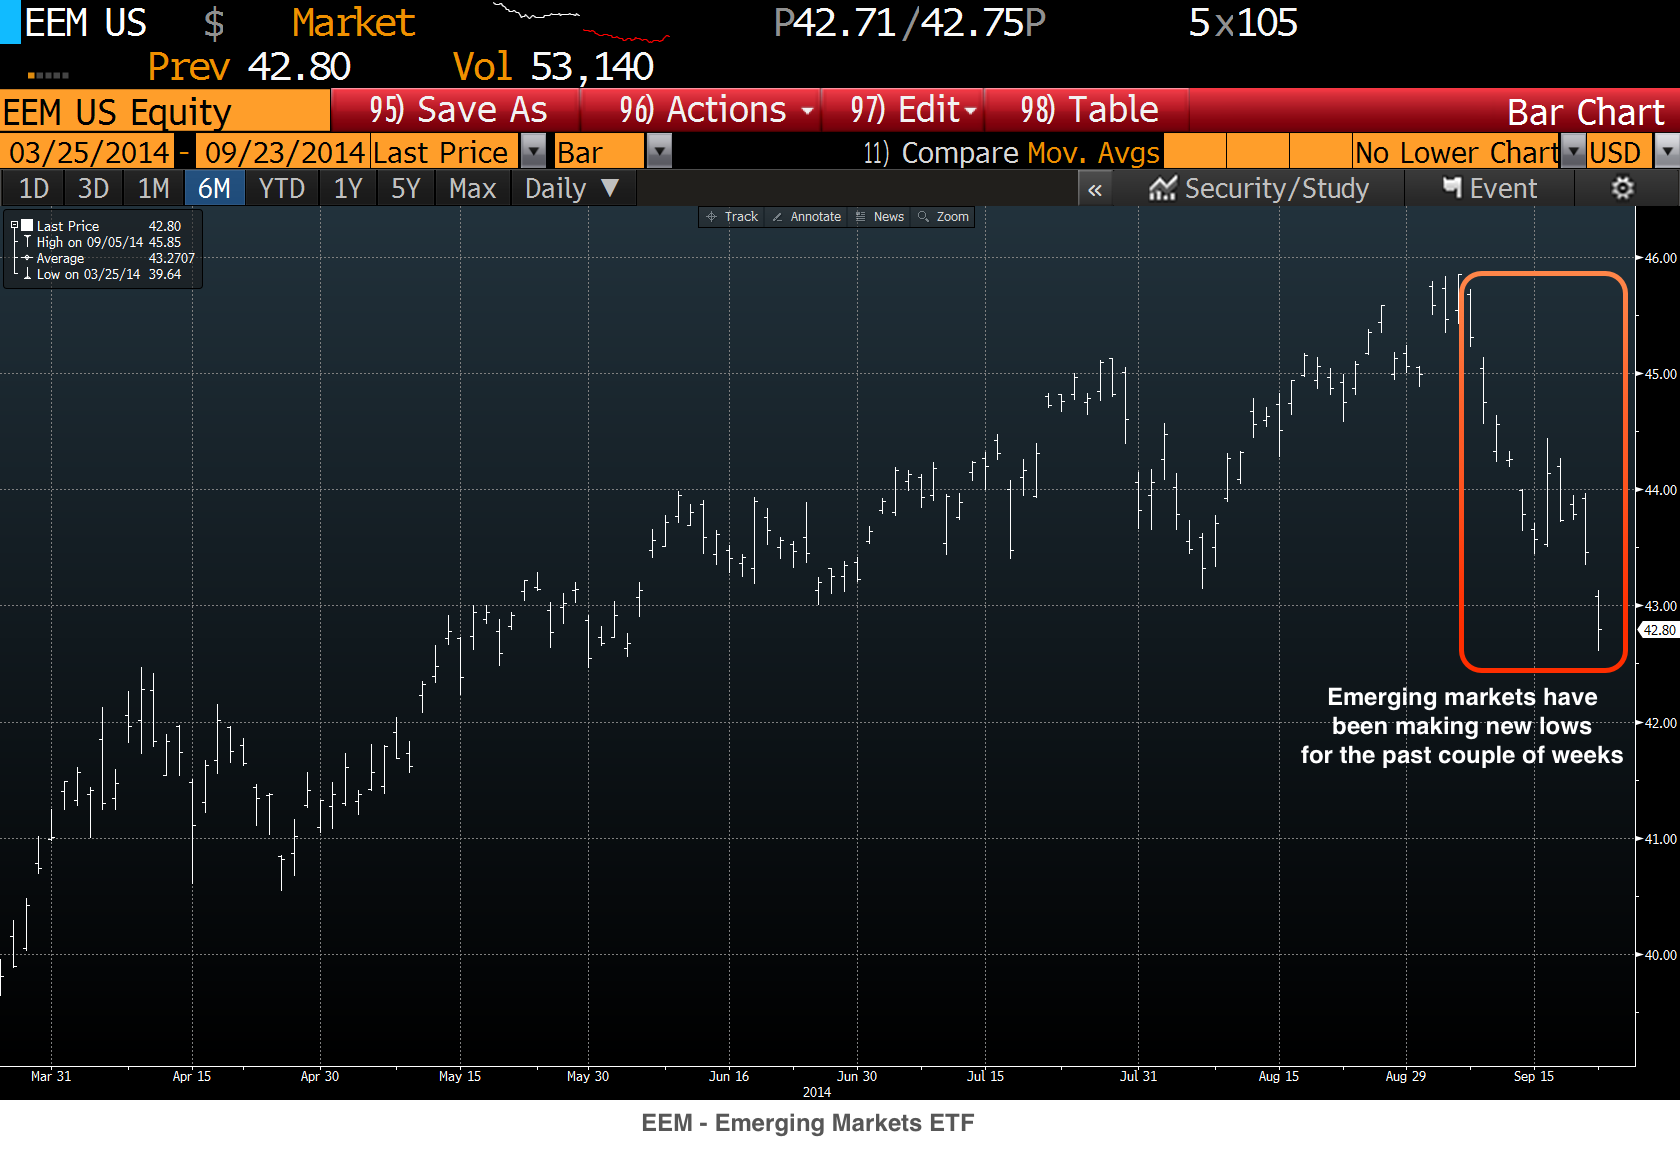 EEM US $ Market P42.71/42.75P 5x105
Prev 42.80 Vol 53,140
EEM US Equity 95) Save As 96) Actions 97) Edit 98) Table Bar Chart
03/25/2014 - 09/23/2014 Last Price Bar 11) Compare Mov. Avgs No Lower Chart USD
1D 3D 1M 6M YTD 1Y 5Y Max Daily ▼ « Security/Study Event
Track Annotate News Zoom
Last Price 42.80
High on 09/05/14 45.85
Average 43.2707
Low on 03/25/14 39.64
46.00
45.00
44.00
43.00
42.80
42.00
41.00
40.00
Emerging markets have
been making new lows
for the past couple of weeks
Mar 31 Apr 15 Apr 30 May 15 May 30 Jun 16 Jun 30 Jul 15 Jul 31 Aug 15 Aug 29 Sep 15
2014
EEM - Emerging Markets ETF